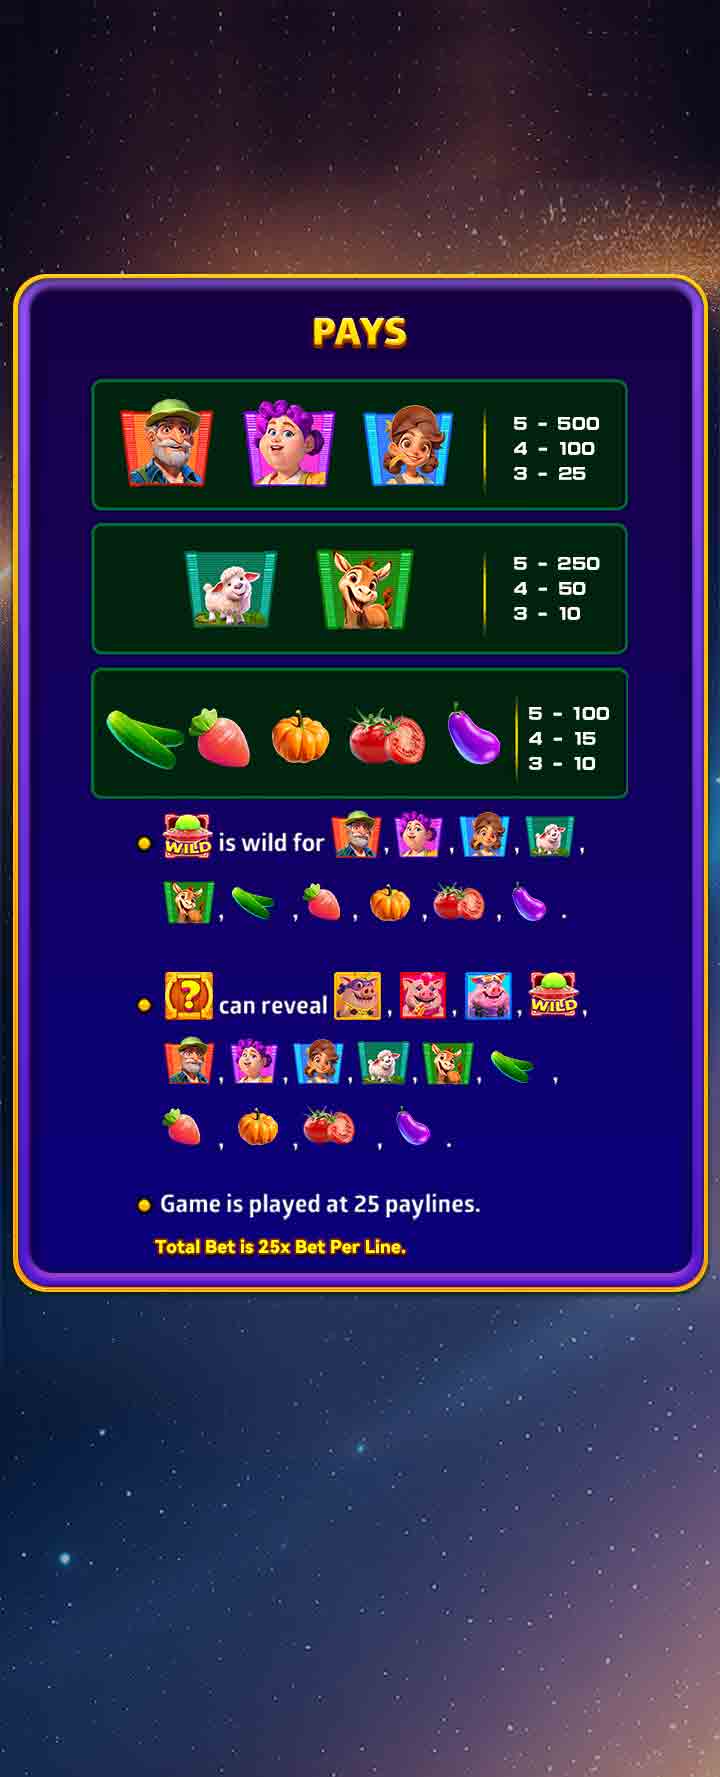 PAYS
5 - 500
4 - 100
3 - 25
5 - 250
4 - 50
3 - 10
5 - 100
4 - 15
3 - 10
WILD is wild for , , , ,
, , , , , .
? can reveal , , , WILD,
, , , , , ,
, , , .
Game is played at 25 paylines.
Total Bet is 25x Bet Per Line.